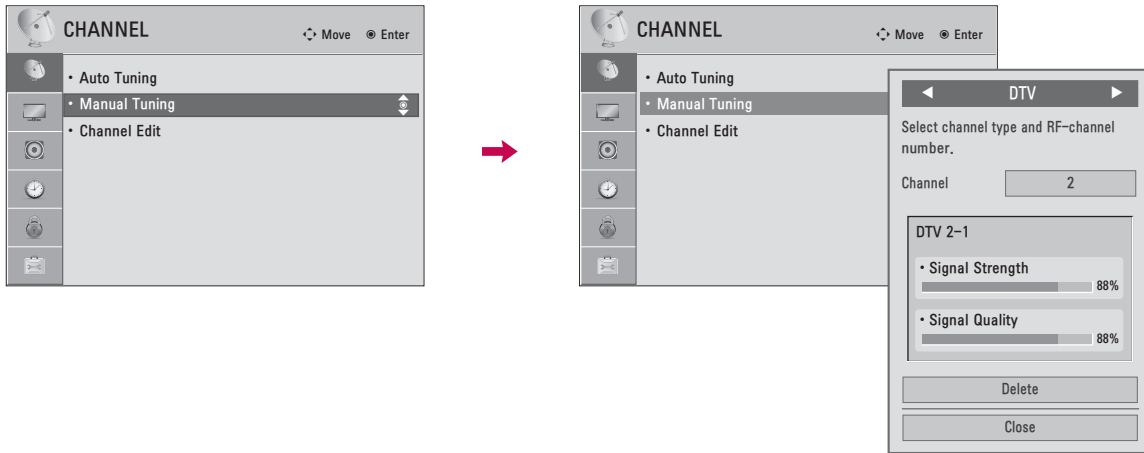 CHANNEL
Move Enter
• Auto Tuning
• Manual Tuning
• Channel Edit
CHANNEL
Move Enter
• Auto Tuning
• Manual Tuning
• Channel Edit
◀ DTV ▶
Select channel type and RF-channel
number.
Channel 2
DTV 2-1
• Signal Strength
88%
• Signal Quality
88%
Delete
Close